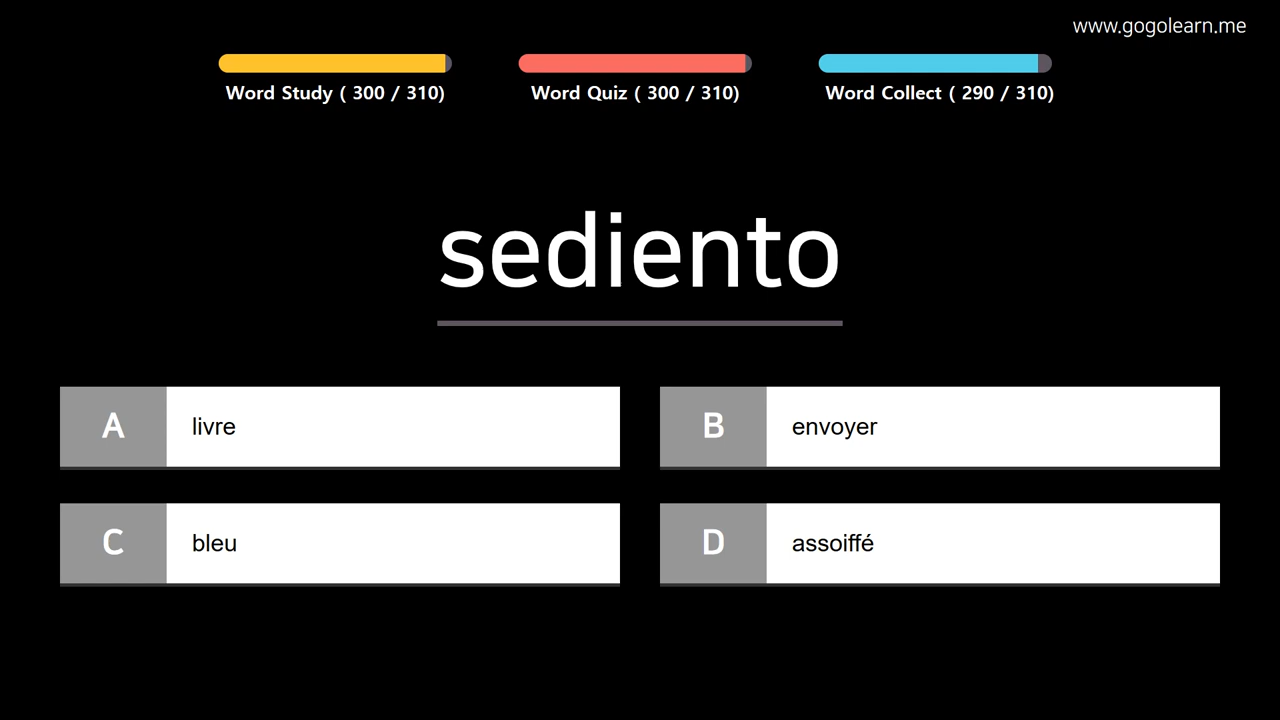 www.gogolearn.me
Word Study ( 300 / 310)
Word Quiz ( 300 / 310)
Word Collect ( 290 / 310)
sediento
A
livre
B
envoyer
C
bleu
D
assoiffé